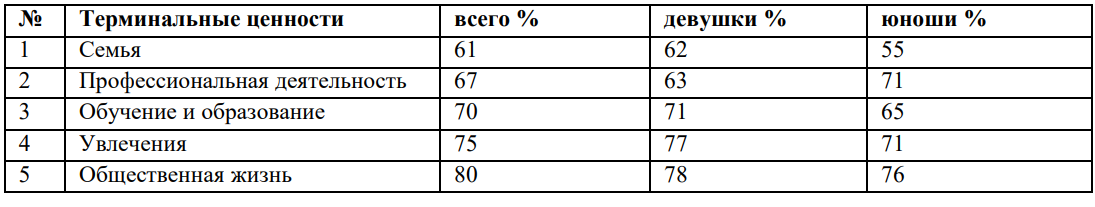 № Терминальные ценности всего % девушки % юноши %
1 Семья 61 62 55
2 Профессиональная деятельность 67 63 71
3 Обучение и образование 70 71 65
4 Увлечения 75 77 71
5 Общественная жизнь 80 78 76